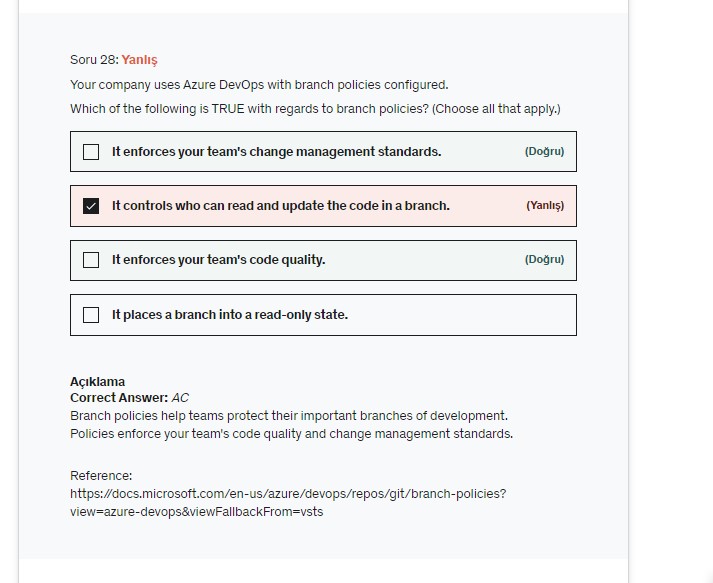 Soru 28: Yanlış
Your company uses Azure DevOps with branch policies configured.
Which of the following is TRUE with regards to branch policies? (Choose all that apply.)
It enforces your team's change management standards. (Doğru)
It controls who can read and update the code in a branch. (Yanlış)
It enforces your team's code quality. (Doğru)
It places a branch into a read-only state.
Açıklama
Correct Answer: AC
Branch policies help teams protect their important branches of development.
Policies enforce your team's code quality and change management standards.
Reference:
https://docs.microsoft.com/en-us/azure/devops/repos/git/branch-policies?
view=azure-devops&viewFallbackFrom=vsts